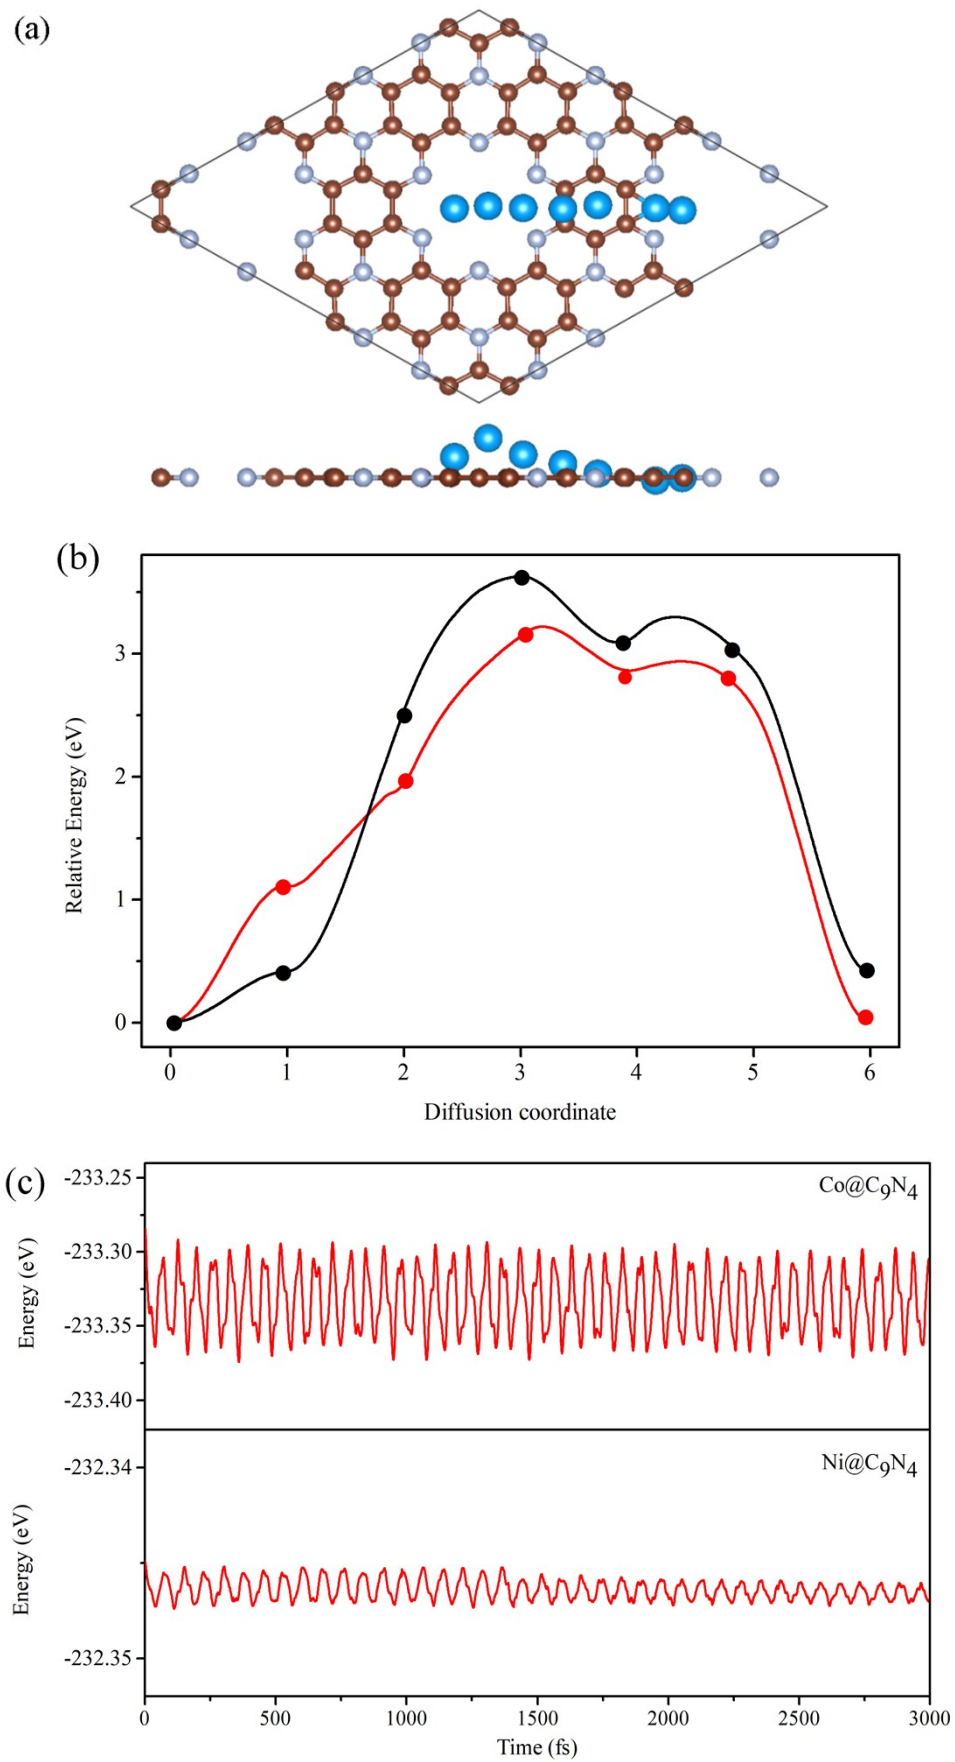 (a)
(b)
3
2
1
0
Relative Energy (eV)
0 1 2 3 4 5 6
Diffusion coordinate
(c)
-233.25
-233.30
-233.35
-233.40
Energy (eV)
Co@C9N4
-232.34
-232.35
Energy (eV)
Ni@C9N4
0 500 1000 1500 2000 2500 3000
Time (fs)